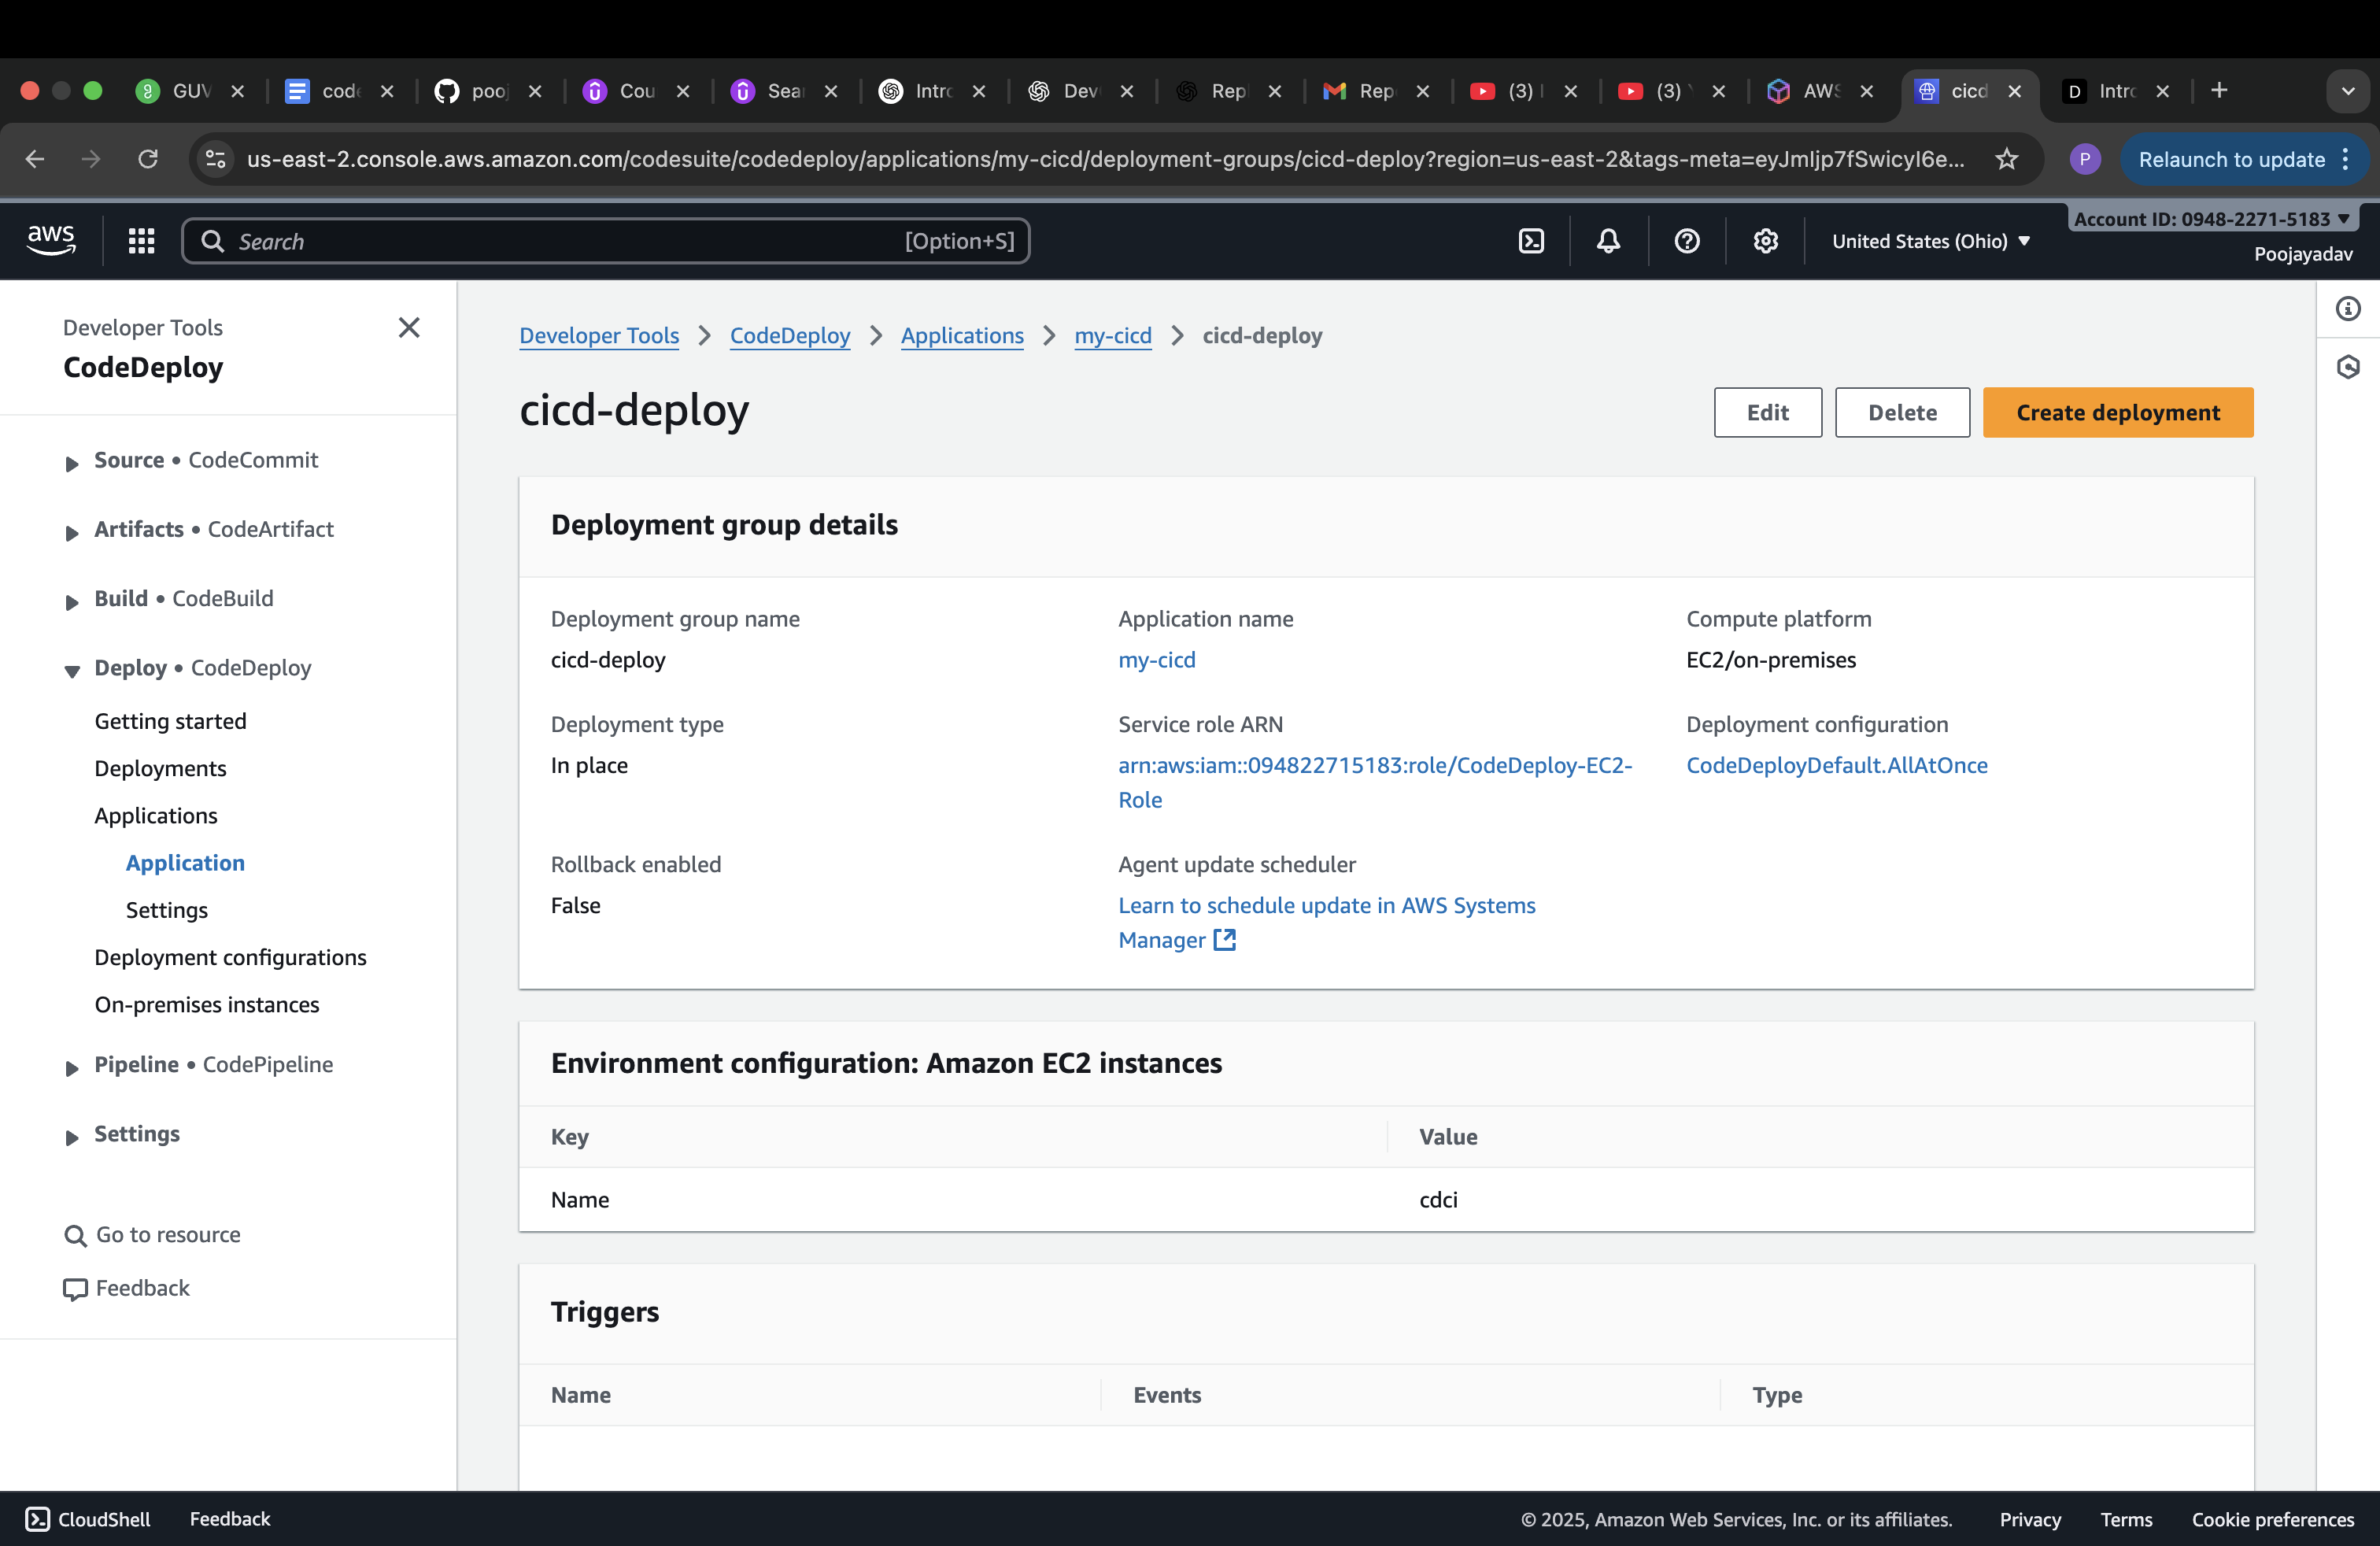 GUV
code
pooj
Cou
Sear
Intro
Dev
Repl
Rep
(3)
(3)
AWS
cicd
Intro
us-east-2.console.aws.amazon.com/codesuite/codedeploy/applications/my-cicd/deployment-groups/cicd-deploy?region=us-east-2&tags-meta=eyJmIjp7fSwicyI6e...
P
Relaunch to update
aws
Search
[Option+S]
United States (Ohio)
Account ID: 0948-2271-5183
Poojayadav
Developer Tools
CodeDeploy
Source • CodeCommit
Artifacts • CodeArtifact
Build • CodeBuild
Deploy • CodeDeploy
Getting started
Deployments
Applications
Application
Settings
Deployment configurations
On-premises instances
Pipeline • CodePipeline
Settings
Go to resource
Feedback
Developer Tools > CodeDeploy > Applications > my-cicd > cicd-deploy
cicd-deploy
Edit
Delete
Create deployment
Deployment group details
Deployment group name
cicd-deploy
Application name
my-cicd
Compute platform
EC2/on-premises
Deployment type
In place
Service role ARN
arn:aws:iam::094822715183:role/CodeDeploy-EC2-
Role
Deployment configuration
CodeDeployDefault.AllAtOnce
Rollback enabled
False
Agent update scheduler
Learn to schedule update in AWS Systems
Manager
Environment configuration: Amazon EC2 instances
Key
Value
Name
cdci
Triggers
Name
Events
Type
CloudShell
Feedback
© 2025, Amazon Web Services, Inc. or its affiliates.
Privacy
Terms
Cookie preferences